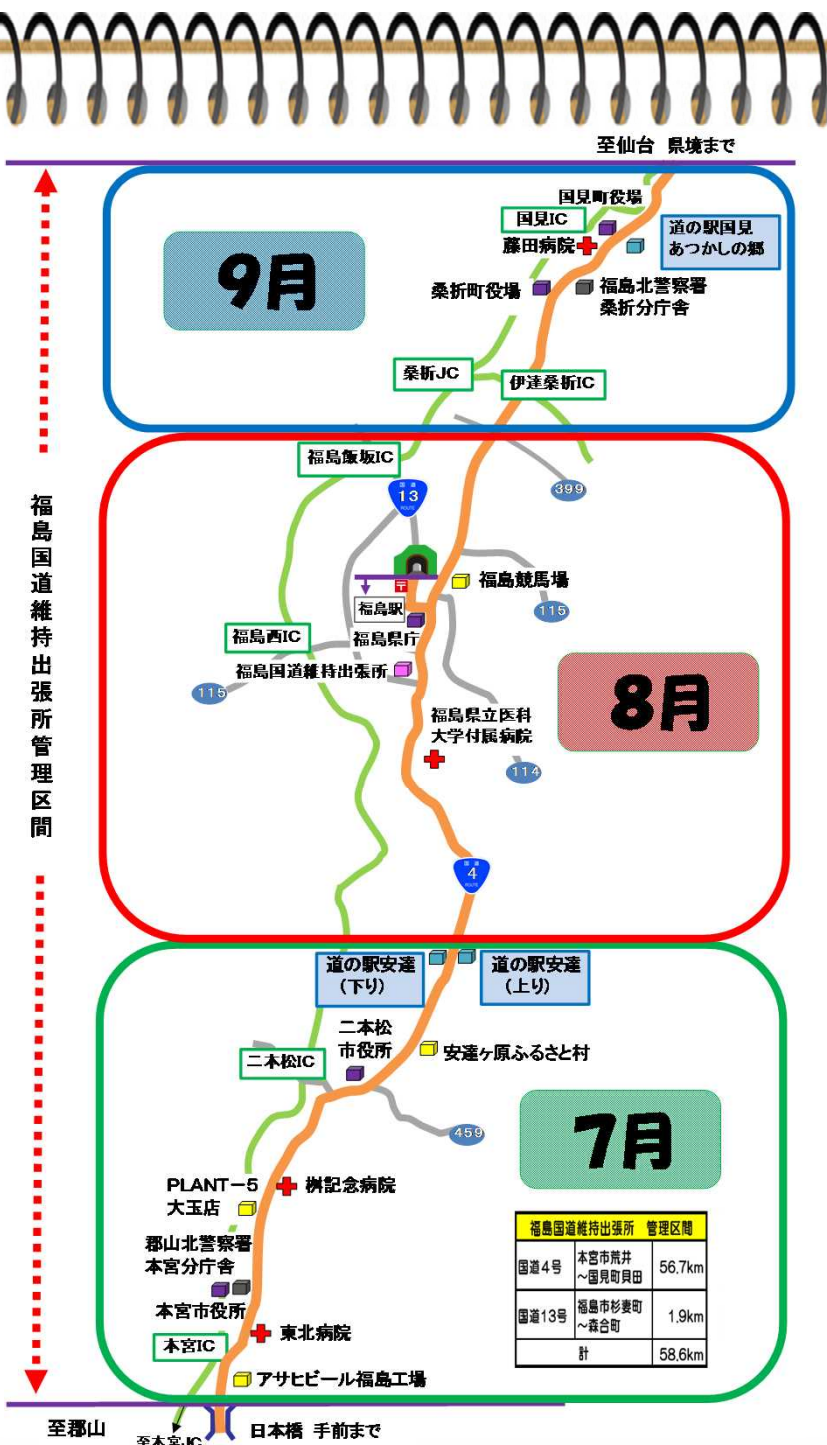 至仙台 県境まで
国見町役場
国見IC
藤田病院
道の駅国見
あつかしの郷
9月
桑折町役場
福島北警察署
桑折分庁舎
桑折JC
伊達桑折IC
福島飯坂IC
国道
13
ROUTE
399
福島競馬場
〒
福島駅
115
福島西IC
福島県庁
福島国道維持出張所
115
8月
福島県立医科
大学付属病院
114
国道
4
ROUTE
福島国道維持出張所管理区間
道の駅安達
(下り)
道の駅安達
(上り)
二本松
市役所
安達ヶ原ふるさと村
二本松IC
459
7月
PLANT-5
大玉店
桝記念病院
郡山北警察署
本宮分庁舎
本宮市役所
東北病院
本宮IC
アサヒビール福島工場
福島国道維持出張所 管理区間
国道4号 本宮市荒井 ~国見町貝田 56.7km
国道13号 福島市杉妻町 ~森合町 1.9km
計 58.6km
至郡山
至本宮JC
日本橋 手前まで